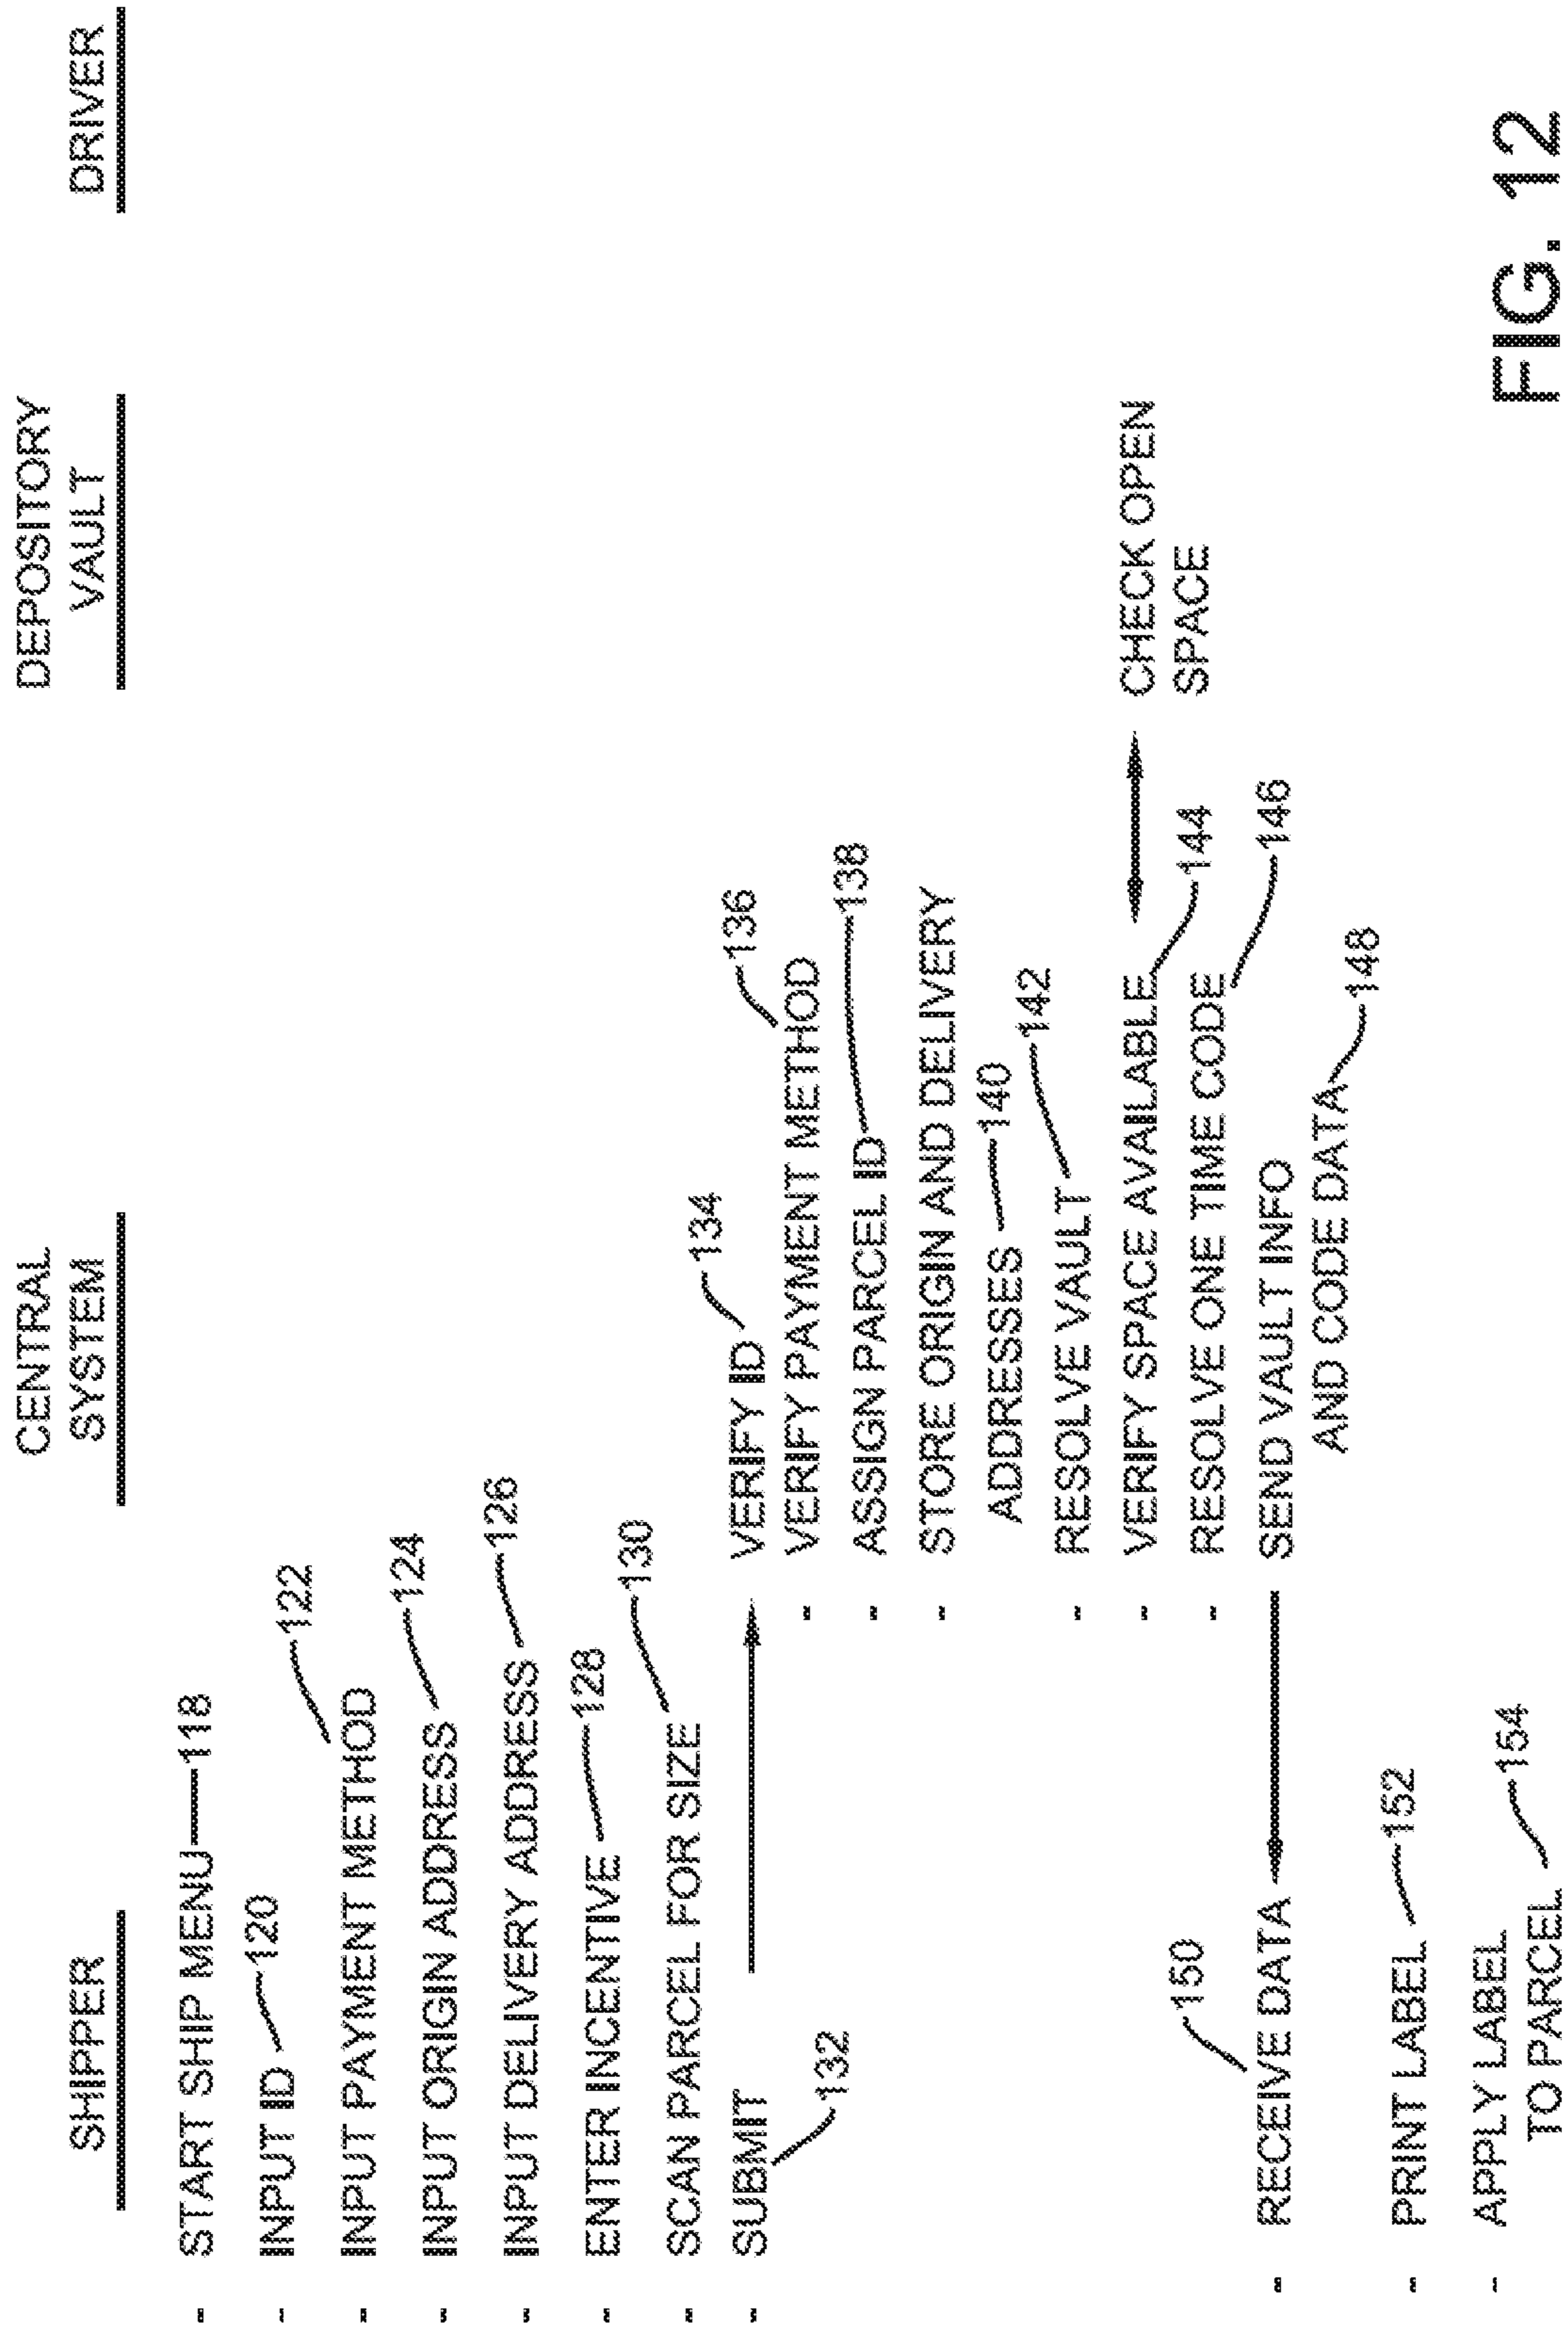 SHIPPER
CENTRAL
SYSTEM
DEPOSITORY
VAULT
DRIVER
- START SHIP MENU 118
- INPUT ID 120
- INPUT PAYMENT METHOD 122
- INPUT ORIGIN ADDRESS 124
- INPUT DELIVERY ADDRESS 126
- ENTER INCENTIVE 128
- SCAN PARCEL FOR SIZE 130
- SUBMIT 132
VERIFY ID 134
- VERIFY PAYMENT METHOD 136
- ASSIGN PARCEL ID 138
- STORE ORIGIN AND DELIVERY
ADDRESSES 140
- RESOLVE VAULT 142
- VERIFY SPACE AVAILABLE 144
CHECK OPEN
SPACE
- RESOLVE ONE TIME CODE 146
SEND VAULT INFO
AND CODE DATA 148
- RECEIVE DATA 150
- PRINT LABEL 152
- APPLY LABEL
TO PARCEL 154
FIG. 12